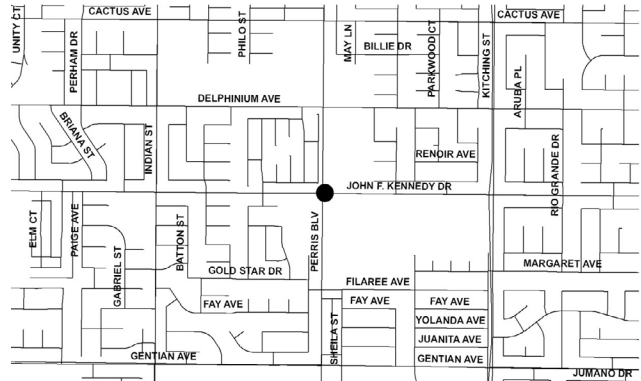 CACTUS AVE
CACTUS AVE
UNITY CT
PERHAM DR
PHILO ST
MAY LN
BILLIE DR
PARKWOOD CT
KITCHING ST
ARUBA PL
DELPHINIUM AVE
BRIANA ST
INDIAN ST
RENOIR AVE
RIO GRANDE DR
JOHN F. KENNEDY DR
ELM CT
PAIGE AVE
GABRIEL ST
BATTON ST
PERRIS BLV
GOLD STAR DR
MARGARET AVE
FILAREE AVE
FAY AVE
FAY AVE
FAY AVE
SHEILA ST
YOLANDA AVE
JUANITA AVE
GENTIAN AVE
GENTIAN AVE
JUMANO DR